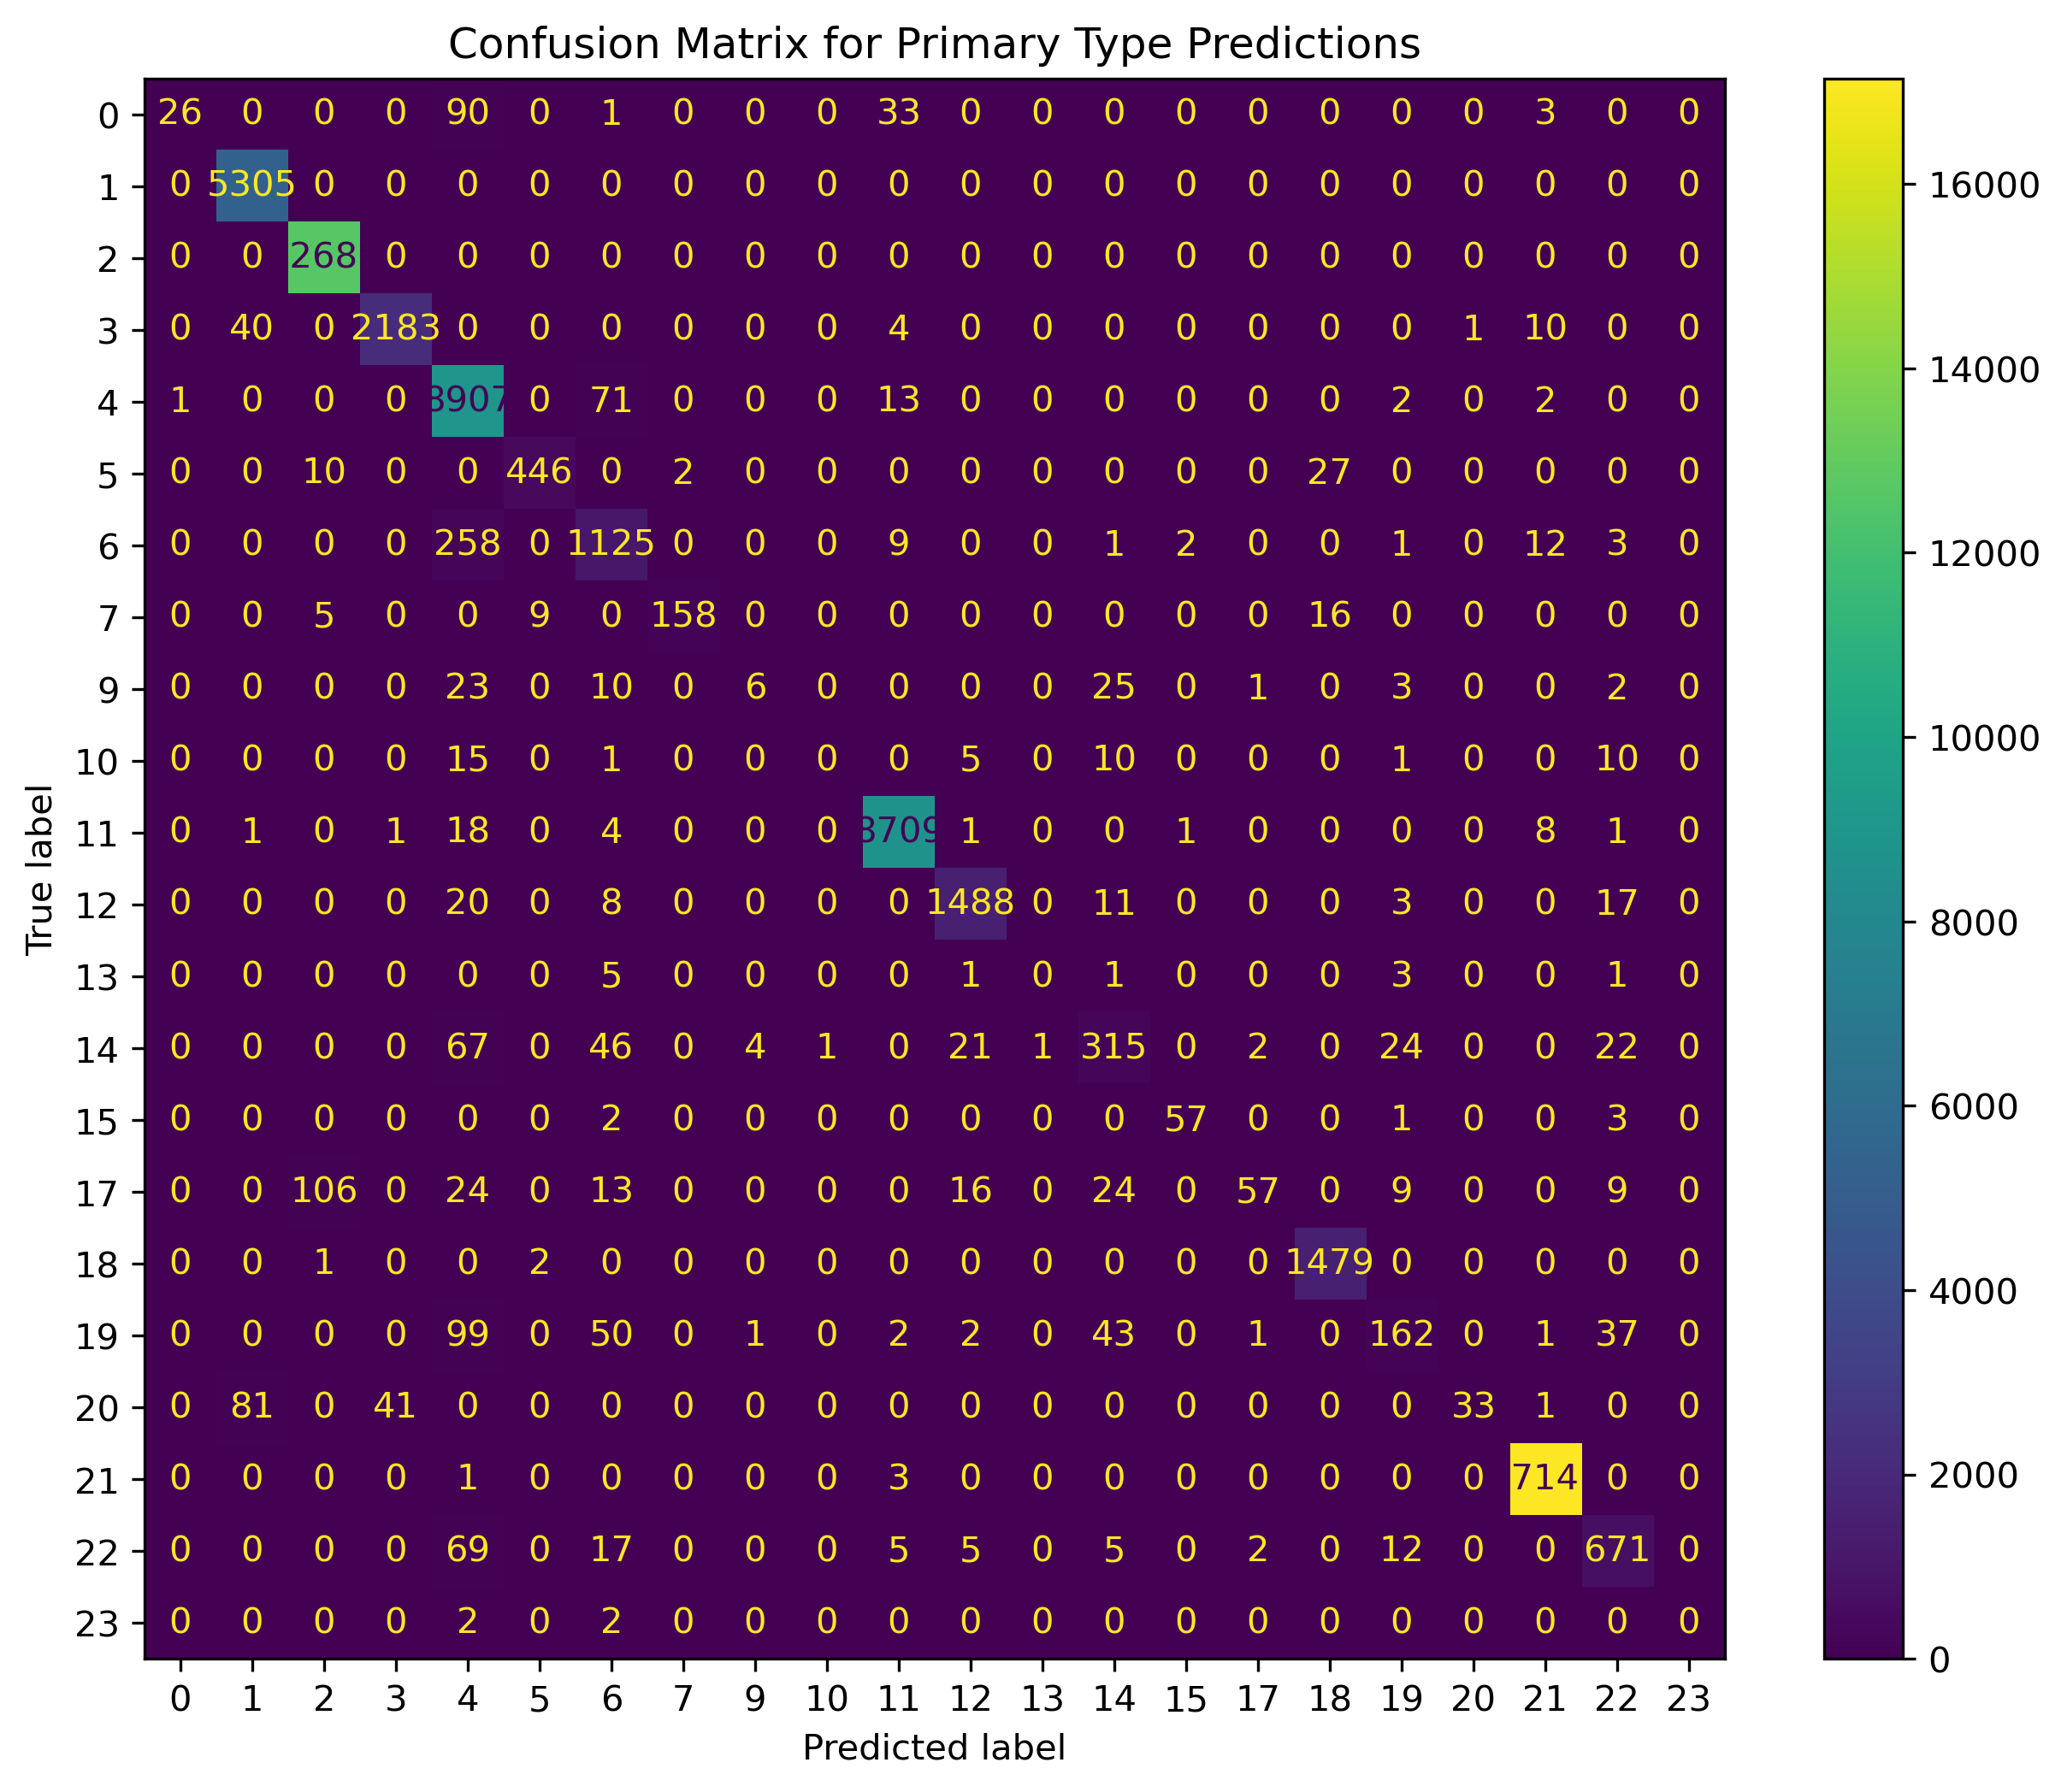 Confusion Matrix for Primary Type Predictions
0 26 0 0 0 90 0 1 0 0 0 33 0 0 0 0 0 0 0 0 3 0 0
1 0 5305 0 0 0 0 0 0 0 0 0 0 0 0 0 0 0 0 0 0 0 0
2 0 0 268 0 0 0 0 0 0 0 0 0 0 0 0 0 0 0 0 0 0 0
3 0 40 0 2183 0 0 0 0 0 0 4 0 0 0 0 0 0 0 1 10 0 0
4 1 0 0 0 8907 0 71 0 0 0 13 0 0 0 0 0 0 2 0 2 0 0
5 0 0 10 0 0 446 0 2 0 0 0 0 0 0 0 0 27 0 0 0 0 0
6 0 0 0 0 258 0 1125 0 0 0 9 0 0 1 2 0 0 1 0 12 3 0
7 0 0 5 0 0 9 0 158 0 0 0 0 0 0 0 0 16 0 0 0 0 0
9 0 0 0 0 23 0 10 0 6 0 0 0 0 25 0 1 0 3 0 0 2 0
10 0 0 0 0 15 0 1 0 0 0 0 5 0 10 0 0 0 1 0 0 10 0
11 0 1 0 1 18 0 4 0 0 0 8709 1 0 0 1 0 0 0 0 8 1 0
12 0 0 0 0 20 0 8 0 0 0 0 1488 0 11 0 0 0 3 0 0 17 0
13 0 0 0 0 0 0 5 0 0 0 0 1 0 1 0 0 0 3 0 0 1 0
14 0 0 0 0 67 0 46 0 4 1 0 21 1 315 0 2 0 24 0 0 22 0
15 0 0 0 0 0 0 2 0 0 0 0 0 0 0 57 0 0 1 0 0 3 0
17 0 0 106 0 24 0 13 0 0 0 0 16 0 24 0 57 0 9 0 0 9 0
18 0 0 1 0 0 2 0 0 0 0 0 0 0 0 0 0 1479 0 0 0 0 0
19 0 0 0 0 99 0 50 0 1 0 2 2 0 43 0 1 0 162 0 1 37 0
20 0 81 0 41 0 0 0 0 0 0 0 0 0 0 0 0 0 0 33 1 0 0
21 0 0 0 0 1 0 0 0 0 0 3 0 0 0 0 0 0 0 0 714 0 0
22 0 0 0 0 69 0 17 0 0 0 5 5 0 5 0 2 0 12 0 0 671 0
23 0 0 0 0 2 0 2 0 0 0 0 0 0 0 0 0 0 0 0 0 0 0
0 1 2 3 4 5 6 7 9 10 11 12 13 14 15 17 18 19 20 21 22 23
Predicted label
True label
16000
14000
12000
10000
8000
6000
4000
2000
0